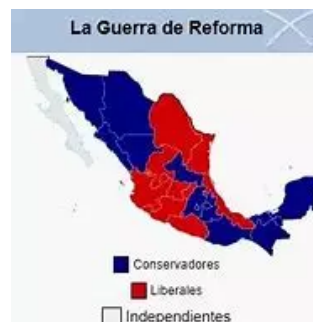 La Guerra de Reforma
Conservadores
Liberales
Independientes